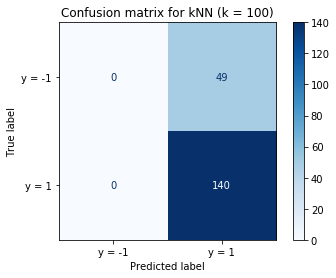 Confusion matrix for kNN (k = 100)
140
120
100
80
60
40
20
0
True label
y = -1
0
49
y = 1
0
140
y = -1
y = 1
Predicted label